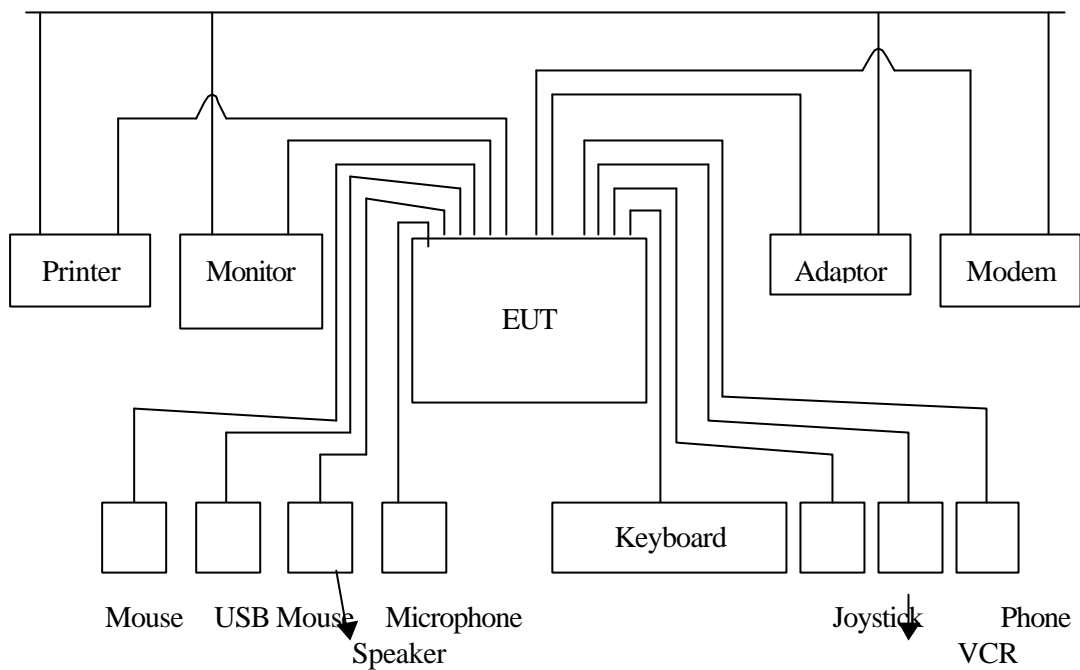 Printer
Monitor
Adaptor
Modem
EUT
Keyboard
Mouse
USB Mouse
Microphone
Joystick
Phone
Speaker
VCR